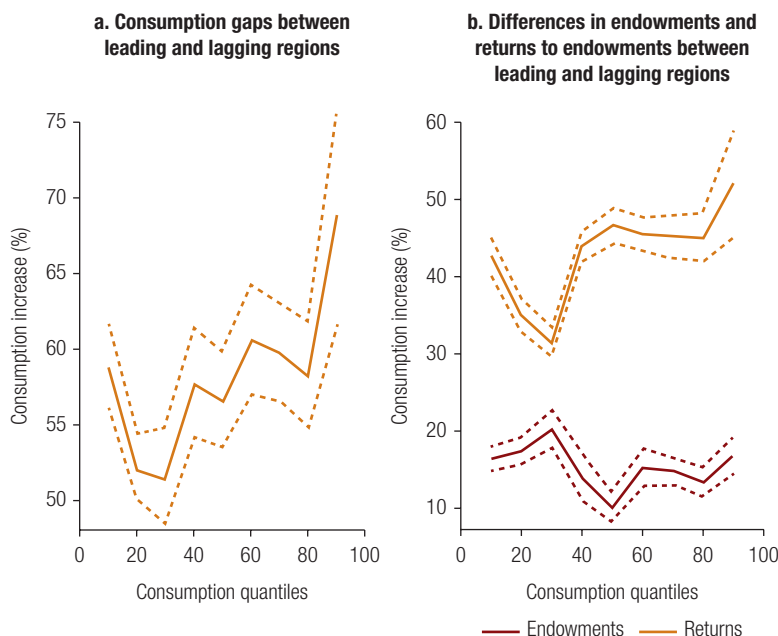 a. Consumption gaps between
leading and lagging regions
75
70
65
60
55
50
0
20
40
60
80
100
Consumption increase (%)
Consumption quantiles
b. Differences in endowments and
returns to endowments between
leading and lagging regions
60
50
40
30
20
10
0
20
40
60
80
100
Consumption increase (%)
Consumption quantiles
Endowments
Returns